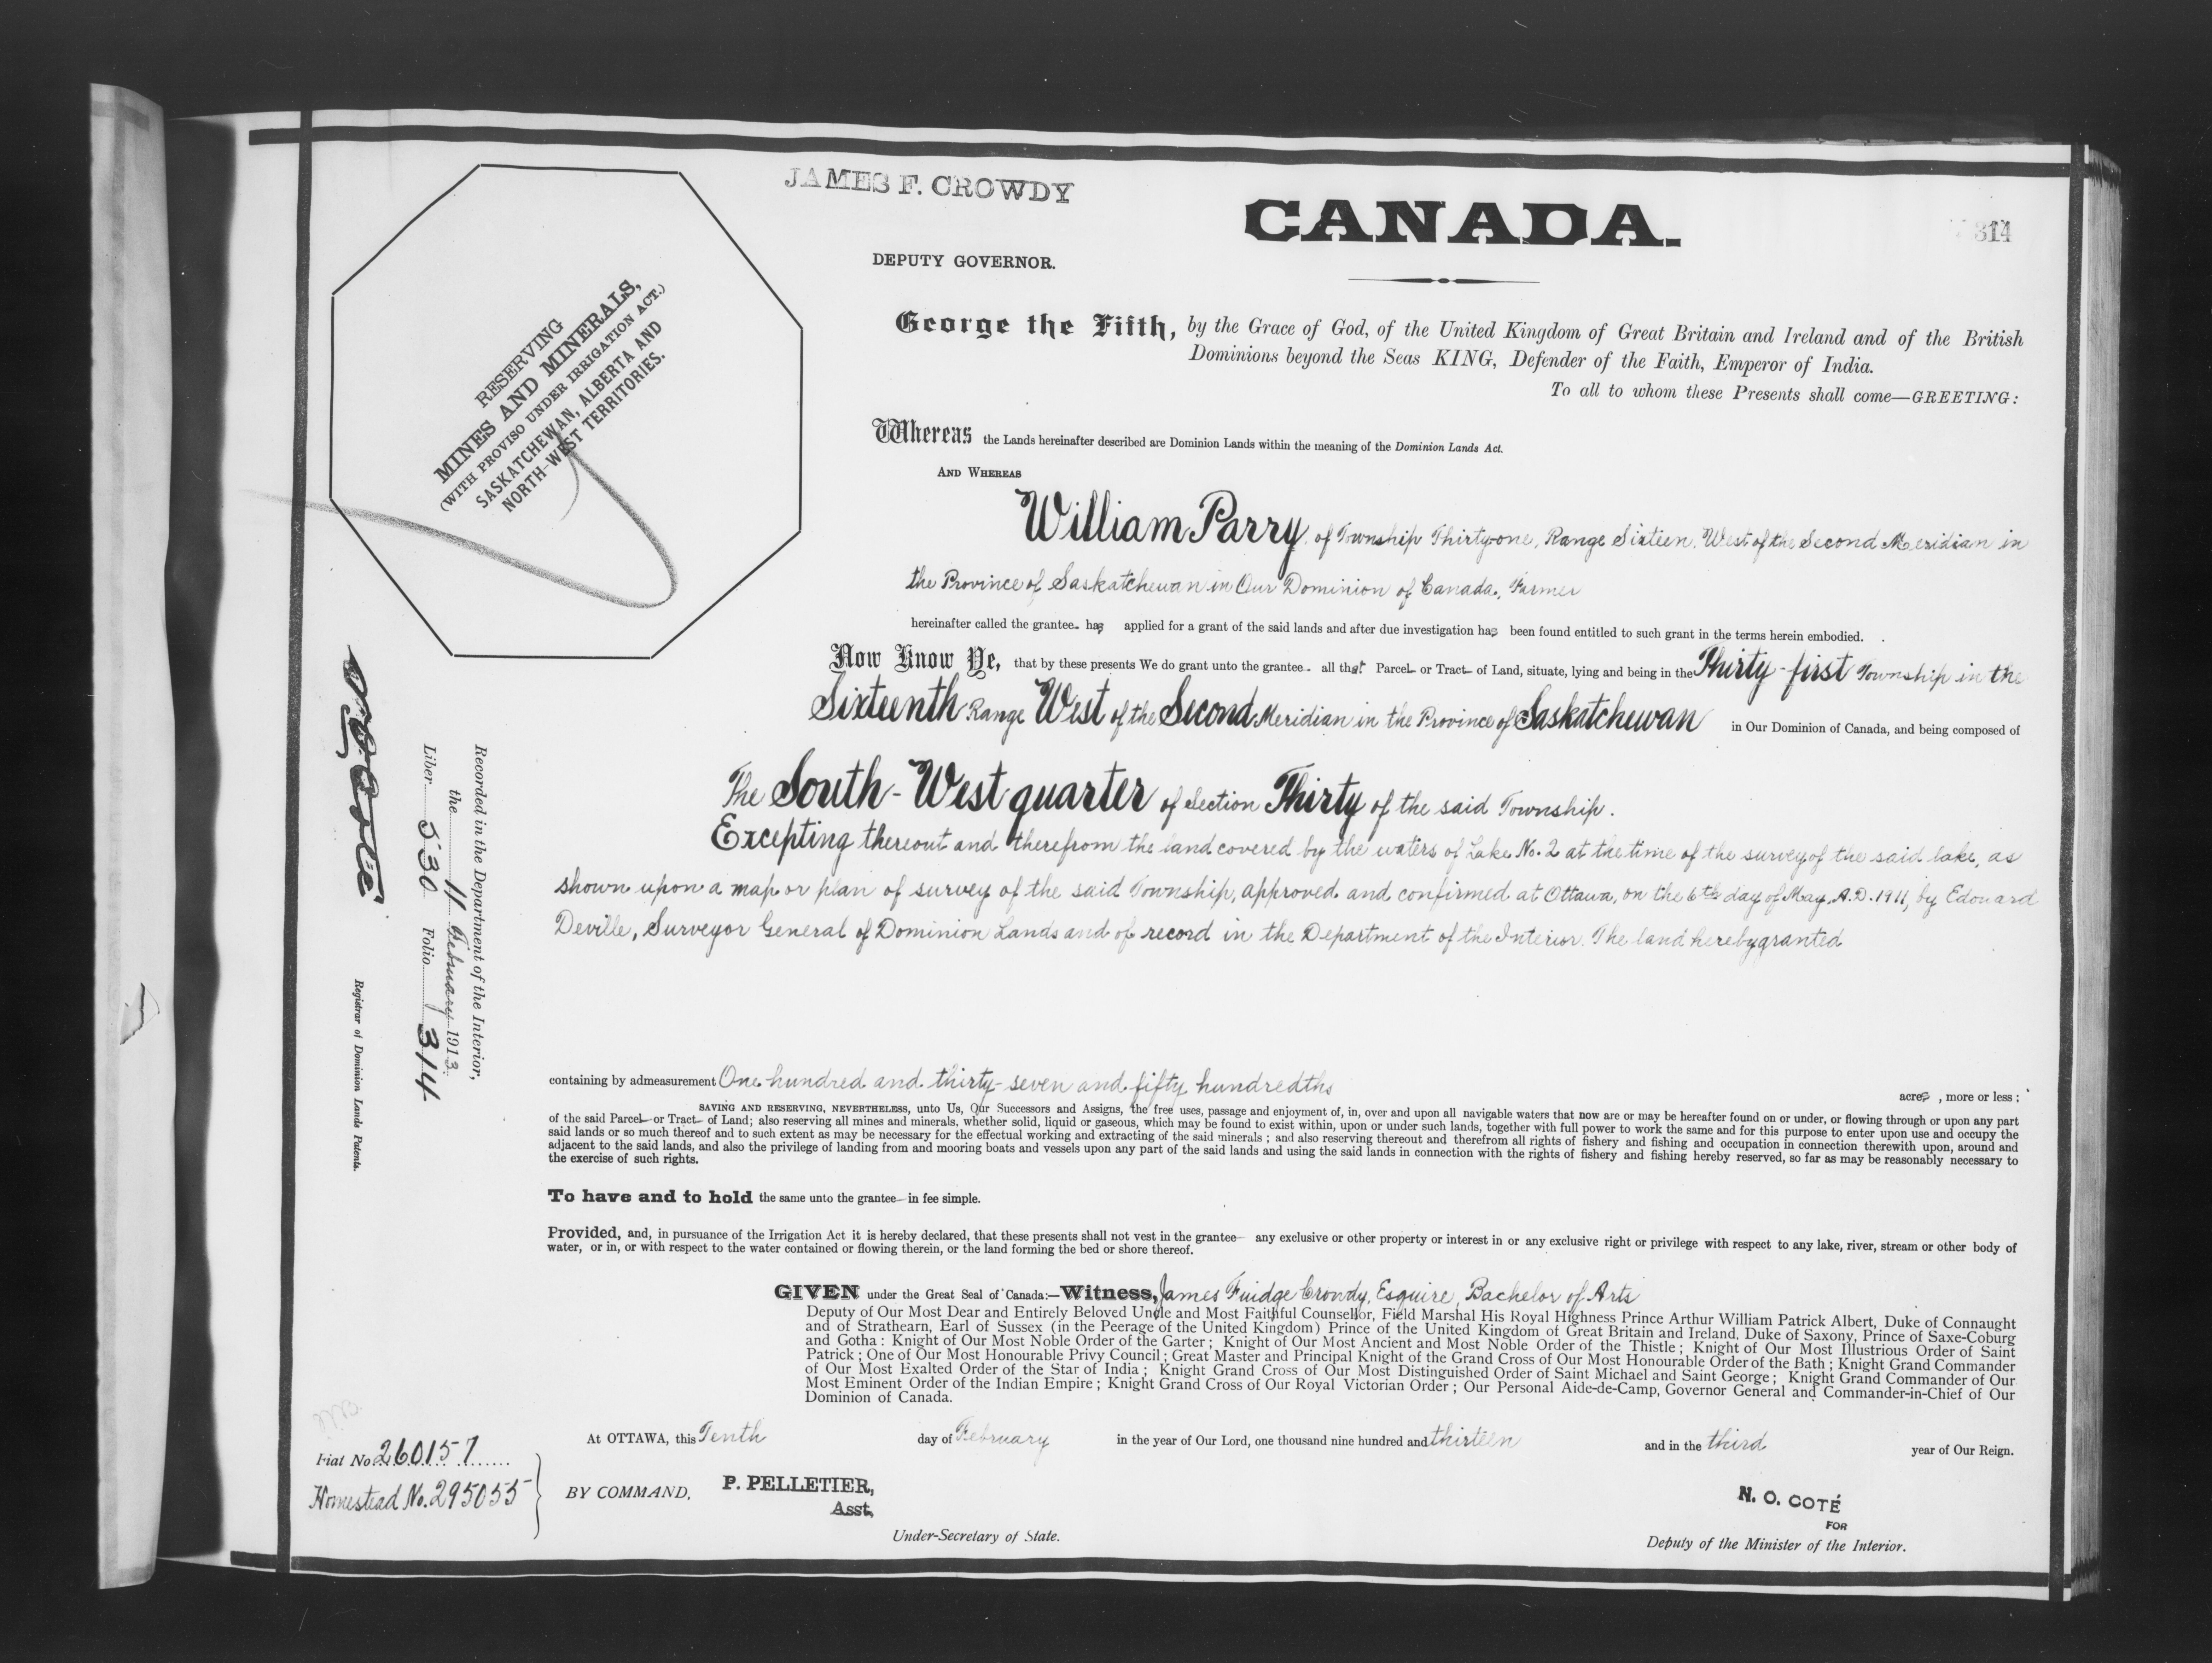 JAMES F. CROWDY
CANADA.
314
DEPUTY GOVERNOR.
RESERVING
MINES AND MINERALS,
(WITH PROVISO UNDER IRRIGATION ACT.)
SASKATCHEWAN, ALBERTA AND
NORTH-WEST TERRITORIES.
George the Fifth, by the Grace of God, of the United Kingdom of Great Britain and Ireland and of the British
Dominions beyond the Seas KING, Defender of the Faith, Emperor of India.
To all to whom these Presents shall come—GREETING:
Whereas the Lands hereinafter described are Dominion Lands within the meaning of the Dominion Lands Act.
AND WHEREAS
William Parry, of Township Thirty-one, Range Sixteen, West of the Second Meridian in
the Province of Saskatchewan in Our Dominion of Canada, Farmer
hereinafter called the grantee has applied for a grant of the said lands and after due investigation has been found entitled to such grant in the terms herein embodied.
Now Know Ye, that by these presents We do grant unto the grantee all that Parcel or Tract of Land, situate, lying and being in the Thirty-first Township in the
Sixteenth Range West of the Second Meridian in the Province of Saskatchewan in Our Dominion of Canada, and being composed of
The South-West quarter of Section Thirty of the said Township.
Excepting thereout and therefrom the land covered by the waters of Lake No. 2 at the time of the survey of the said lake, as
shown upon a map or plan of survey of the said Township, approved and confirmed at Ottawa, on the 6th day of May, A.D. 1911, by Edouard
Deville, Surveyor General of Dominion Lands and of record in the Department of the Interior. The land hereby granted
containing by admeasurement One hundred and thirty-seven and fifty hundredths acres, more or less;
SAVING AND RESERVING, NEVERTHELESS, unto Us, Our Successors and Assigns, the free uses, passage and enjoyment of, in, over and upon all navigable waters that now are or may be hereafter found on or under, or flowing through or upon any part
of the said Parcel or Tract of Land; also reserving all mines and minerals, whether solid, liquid or gaseous, which may be found to exist within, upon or under such lands, together with full power to work the same and for this purpose to enter upon use and occupy the
said lands or so much thereof and to such extent as may be necessary for the effectual working and extracting of the said minerals; and also reserving thereout and therefrom all rights of fishery and fishing and occupation in connection therewith upon, around and
adjacent to the said lands, and also the privilege of landing from and mooring boats and vessels upon any part of the said lands and using the said lands in connection with the rights of fishery and fishing hereby reserved, so far as may be reasonably necessary to
the exercise of such rights.
To have and to hold the same unto the grantee in fee simple.
Provided, and, in pursuance of the Irrigation Act it is hereby declared, that these presents shall not vest in the grantee any exclusive or other property or interest in or any exclusive right or privilege with respect to any lake, river, stream or other body of
water, or in, or with respect to the water contained or flowing therein, or the land forming the bed or shore thereof.
GIVEN under the Great Seal of Canada:—Witness, James Fuidge Crowdy, Esquire, Bachelor of Arts
Deputy of Our Most Dear and Entirely Beloved Uncle and Most Faithful Counsellor, Field Marshal His Royal Highness Prince Arthur William Patrick Albert, Duke of Connaught
and of Strathearn, Earl of Sussex (in the Peerage of the United Kingdom) Prince of the United Kingdom of Great Britain and Ireland, Duke of Saxony, Prince of Saxe-Coburg
and Gotha: Knight of Our Most Noble Order of the Garter; Knight of Our Most Ancient and Most Noble Order of the Thistle; Knight of Our Most Illustrious Order of Saint
Patrick; One of Our Most Honourable Privy Council; Great Master and Principal Knight of the Grand Cross of Our Most Honourable Order of the Bath; Knight Grand Commander
of Our Most Exalted Order of the Star of India; Knight Grand Cross of Our Most Distinguished Order of Saint Michael and Saint George; Knight Grand Commander of Our
Most Eminent Order of the Indian Empire; Knight Grand Cross of Our Royal Victorian Order; Our Personal Aide-de-Camp, Governor General and Commander-in-Chief of Our
Dominion of Canada.
At OTTAWA, this Tenth day of February in the year of Our Lord, one thousand nine hundred and thirteen and in the third year of Our Reign.
Fiat No 260157
Homestead No. 295055
BY COMMAND,
P. PELLETIER,
Asst,
Under-Secretary of State.
N. O. COTÉ
FOR
Deputy of the Minister of the Interior.
Recorded in the Department of the Interior,
the 11 February 1913.
Liber 530 Folio 314
N O Coté
Registrar of Dominion Lands Patents.